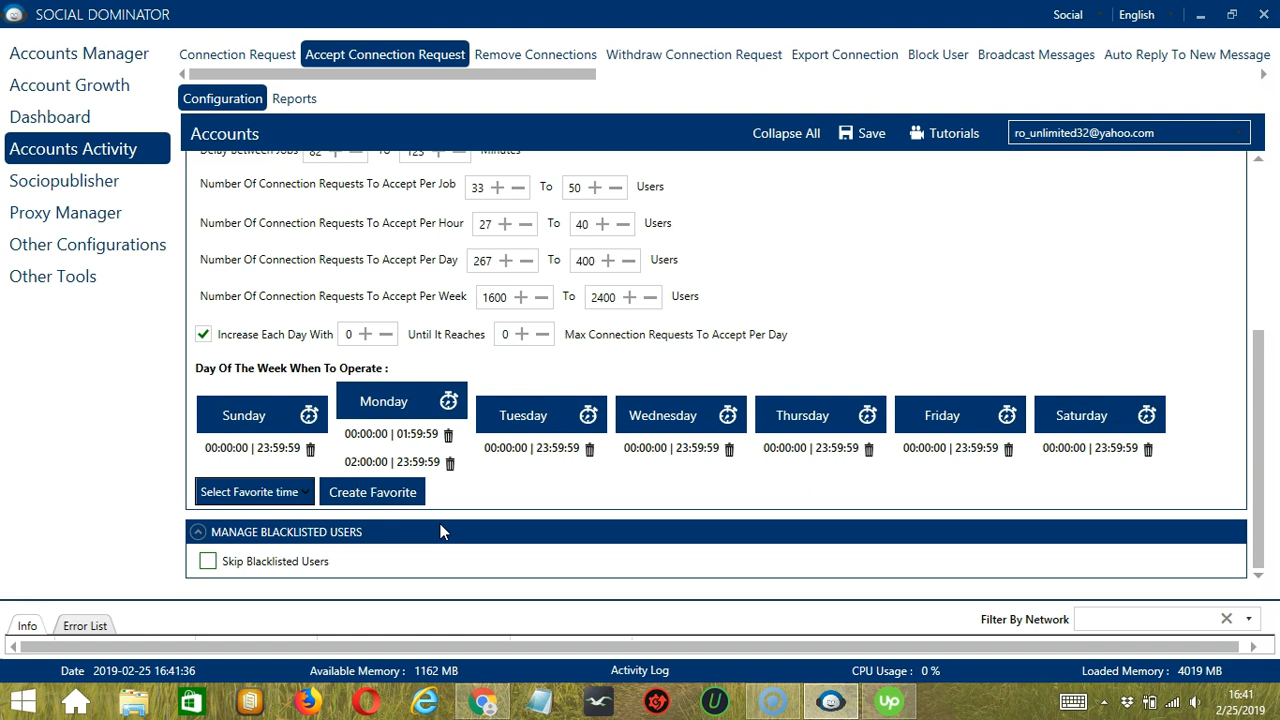 SOCIAL DOMINATOR
Social
English
Accounts Manager
Account Growth
Dashboard
Accounts Activity
Sociopublisher
Proxy Manager
Other Configurations
Other Tools
Connection Request
Accept Connection Request
Remove Connections
Withdraw Connection Request
Export Connection
Block User
Broadcast Messages
Auto Reply To New Message
Configuration
Reports
Accounts
Collapse All
Save
Tutorials
ro_unlimited32@yahoo.com
Delay Between Jobs 82 To 123 Minutes
Number Of Connection Requests To Accept Per Job 33 To 50 Users
Number Of Connection Requests To Accept Per Hour 27 To 40 Users
Number Of Connection Requests To Accept Per Day 267 To 400 Users
Number Of Connection Requests To Accept Per Week 1600 To 2400 Users
Increase Each Day With 0 Until It Reaches 0 Max Connection Requests To Accept Per Day
Day Of The Week When To Operate :
Sunday
00:00:00 | 23:59:59
Monday
00:00:00 | 01:59:59
02:00:00 | 23:59:59
Tuesday
00:00:00 | 23:59:59
Wednesday
00:00:00 | 23:59:59
Thursday
00:00:00 | 23:59:59
Friday
00:00:00 | 23:59:59
Saturday
00:00:00 | 23:59:59
Select Favorite time
Create Favorite
MANAGE BLACKLISTED USERS
Skip Blacklisted Users
Info
Error List
Filter By Network
Date 2019-02-25 16:41:36
Available Memory : 1162 MB
Activity Log
CPU Usage : 0 %
Loaded Memory : 4019 MB
up
16:41
2/25/2019